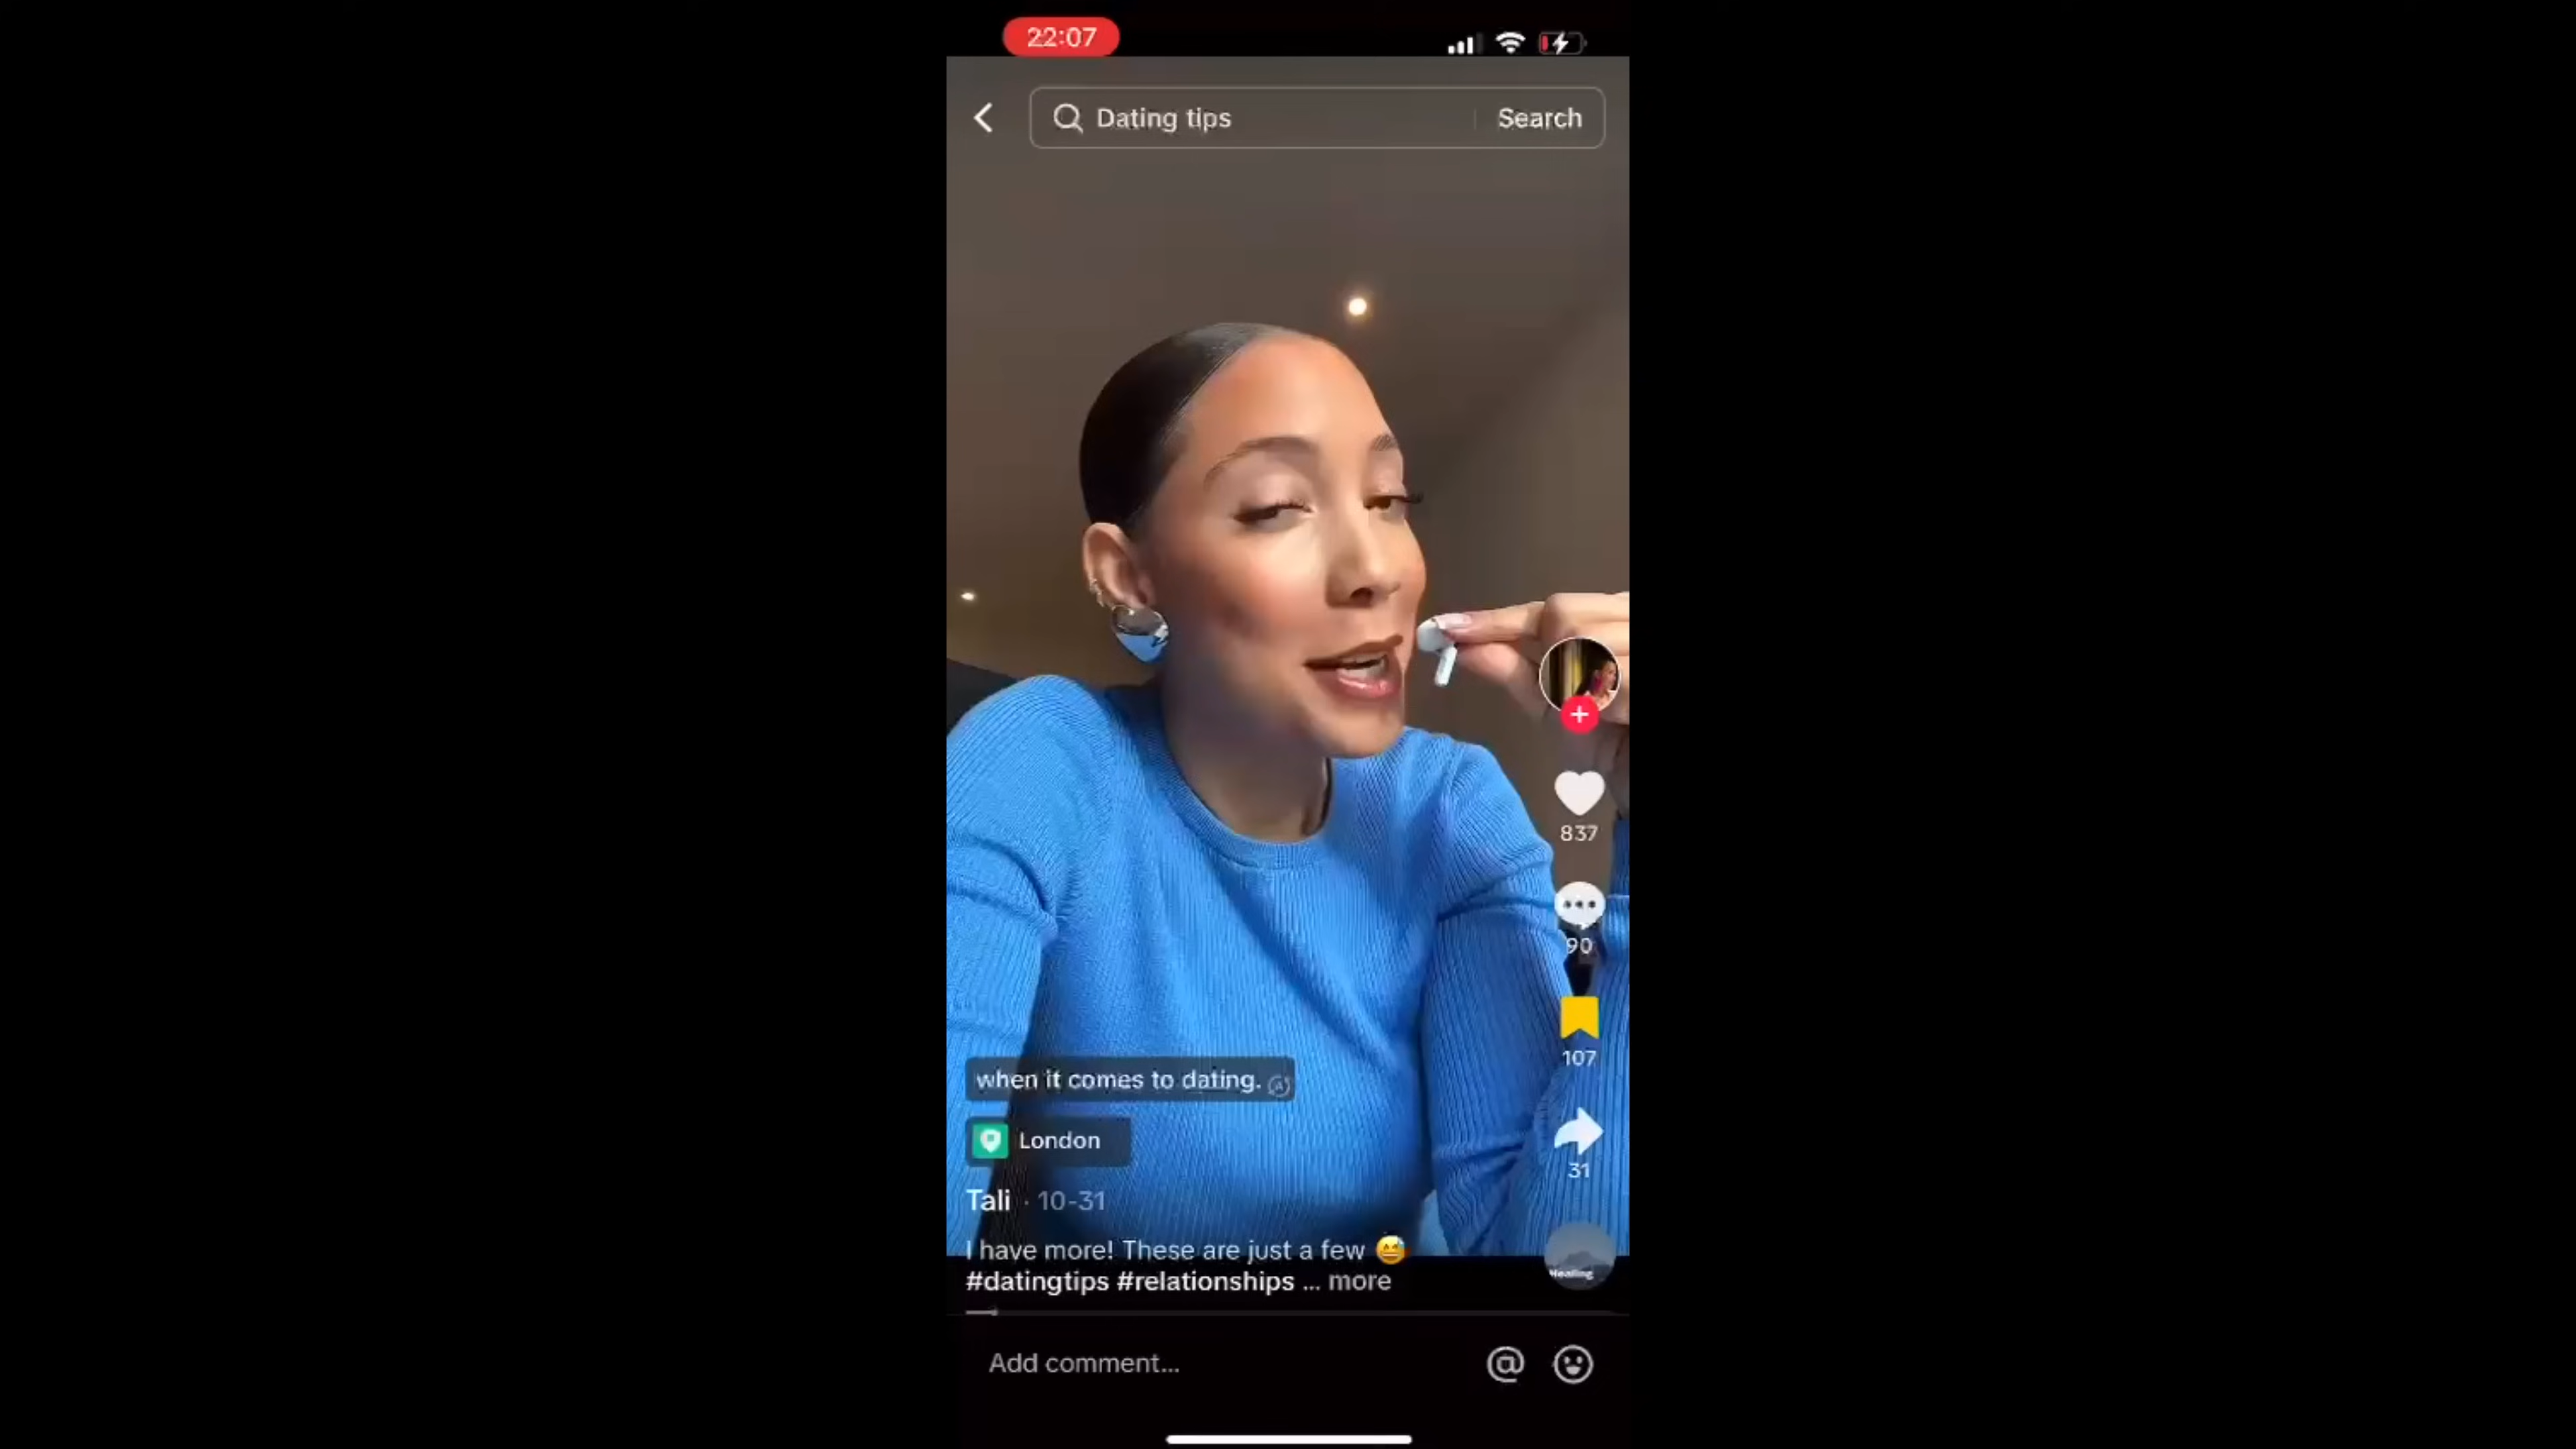 22:07
Dating tips
Search
837
90
107
31
when it comes to dating.
London
Tali · 10-31
I have more! These are just a few 😅
#datingtips #relationships ... more
Healing
Add comment...